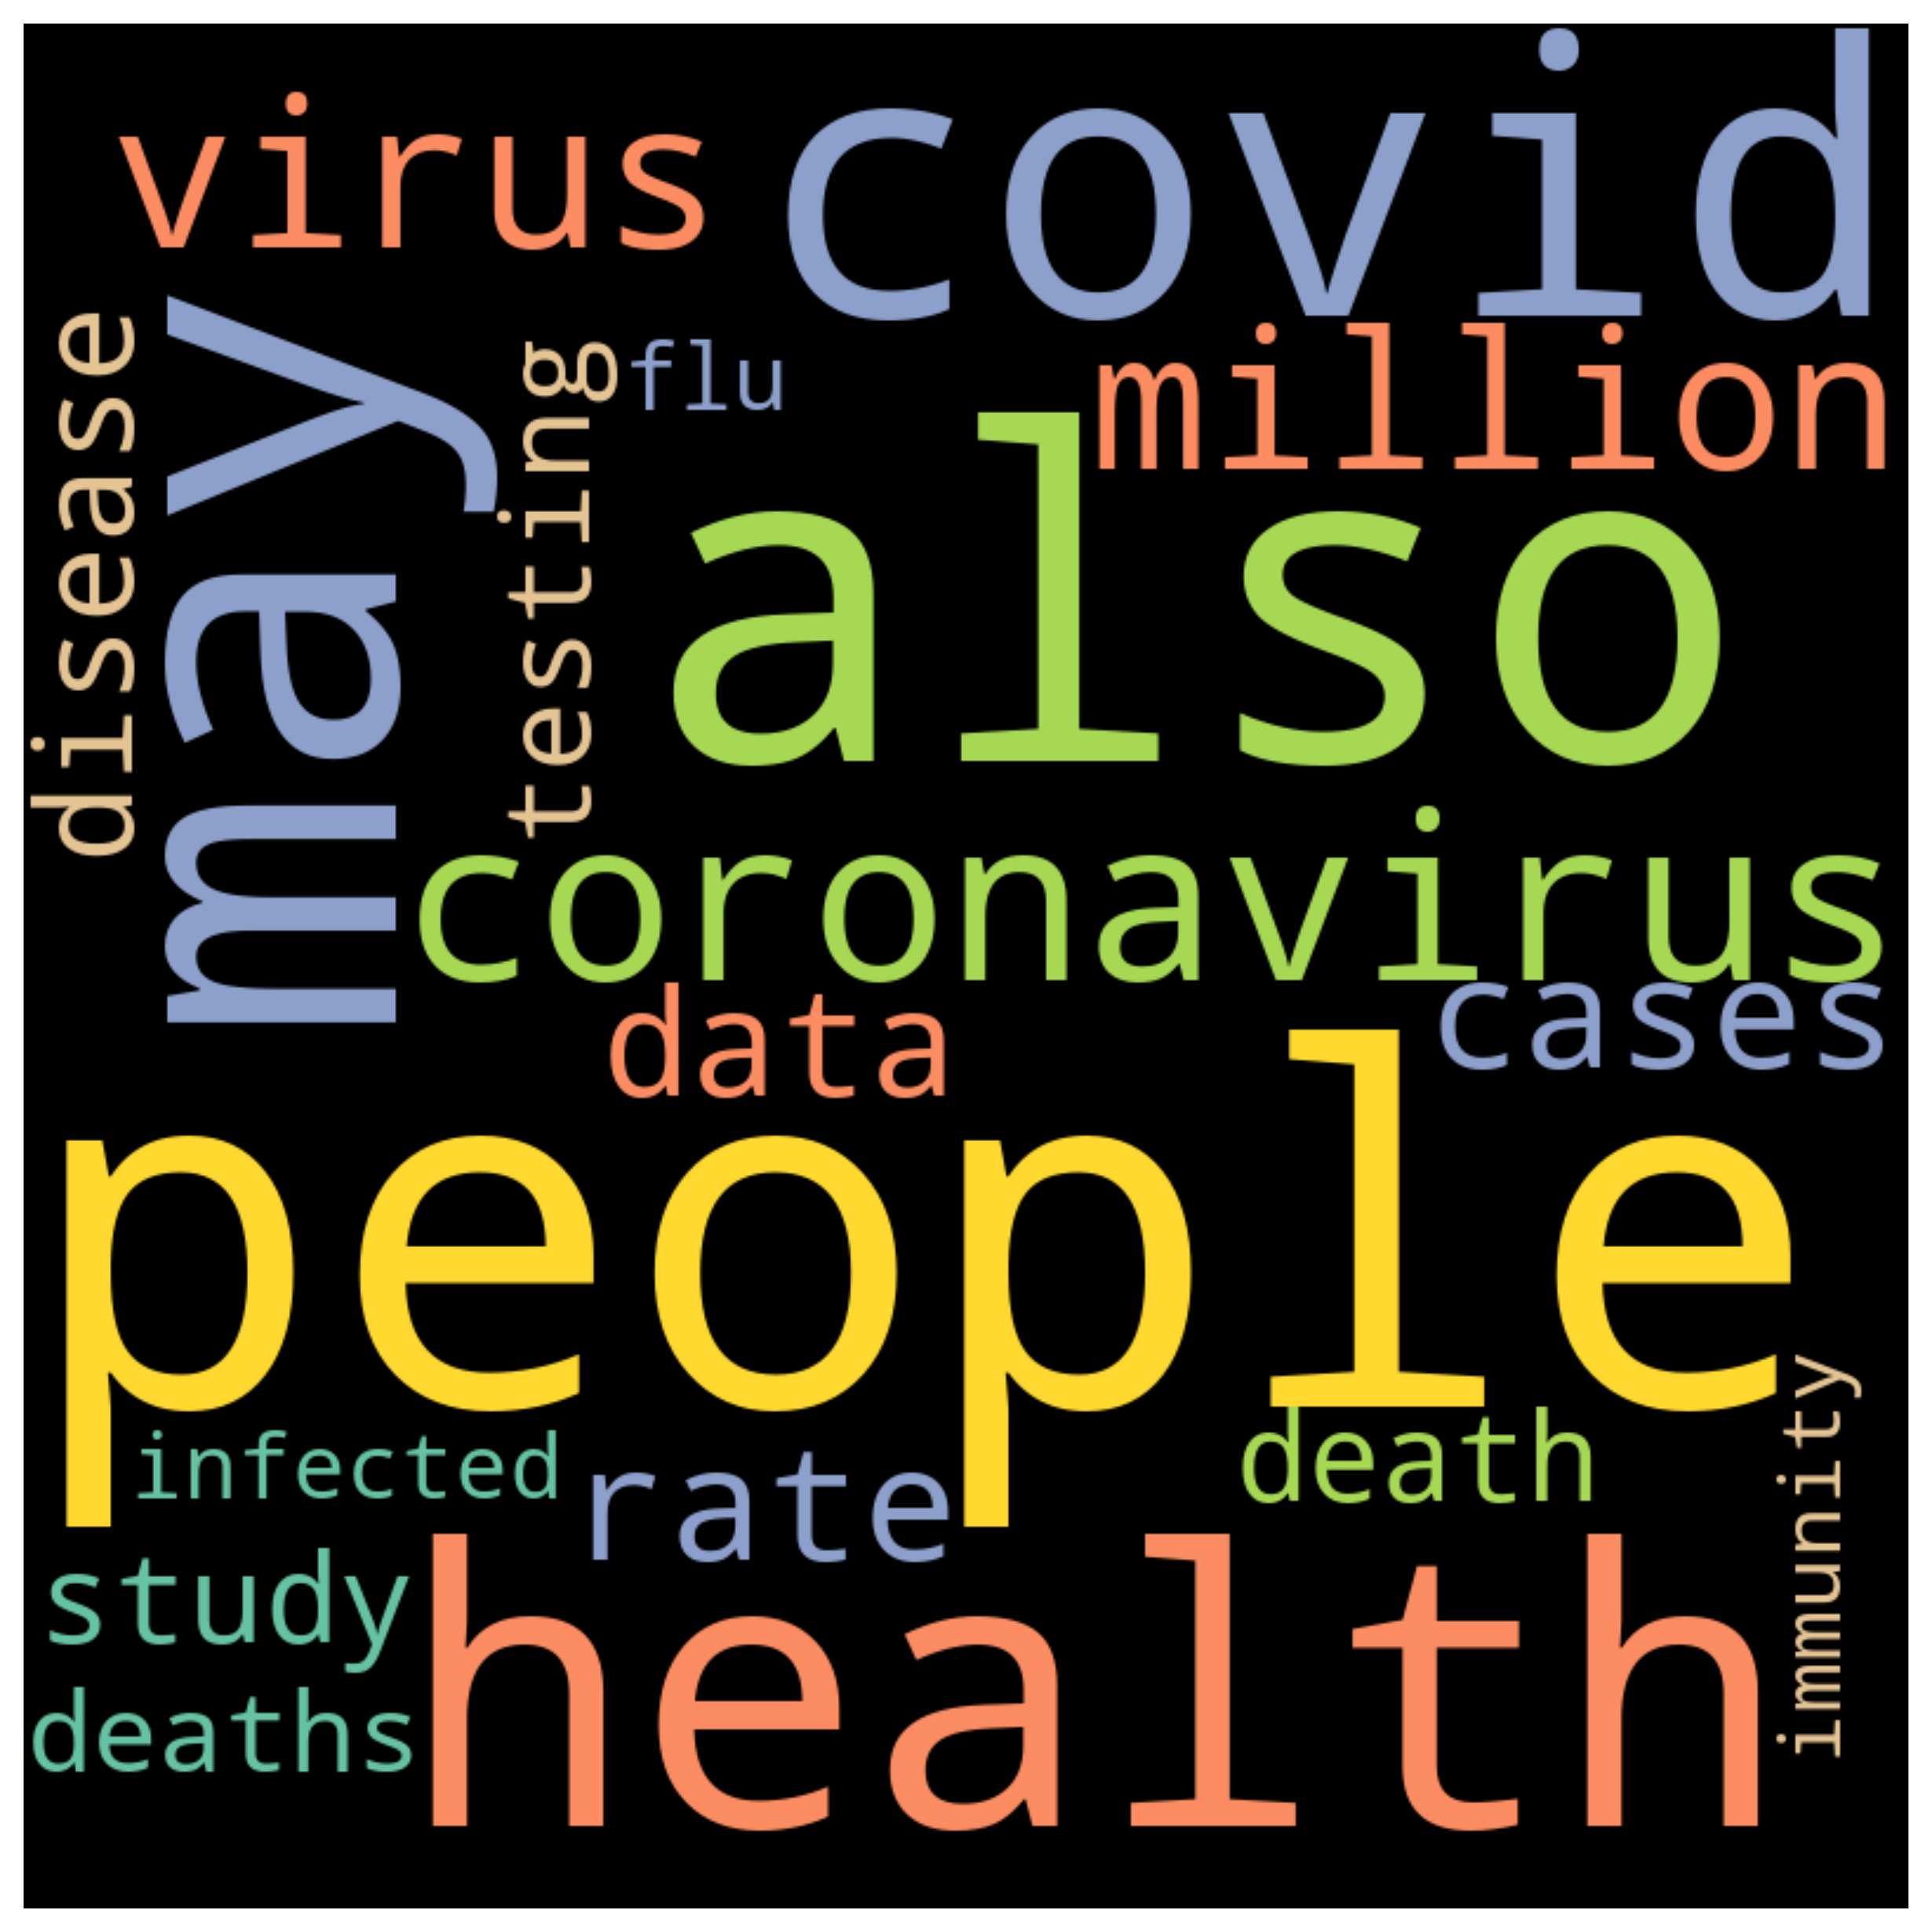 virus
covid
disease
may
testing
flu
million
also
coronavirus
data
cases
people
infected
rate
death
immunity
study
health
deaths